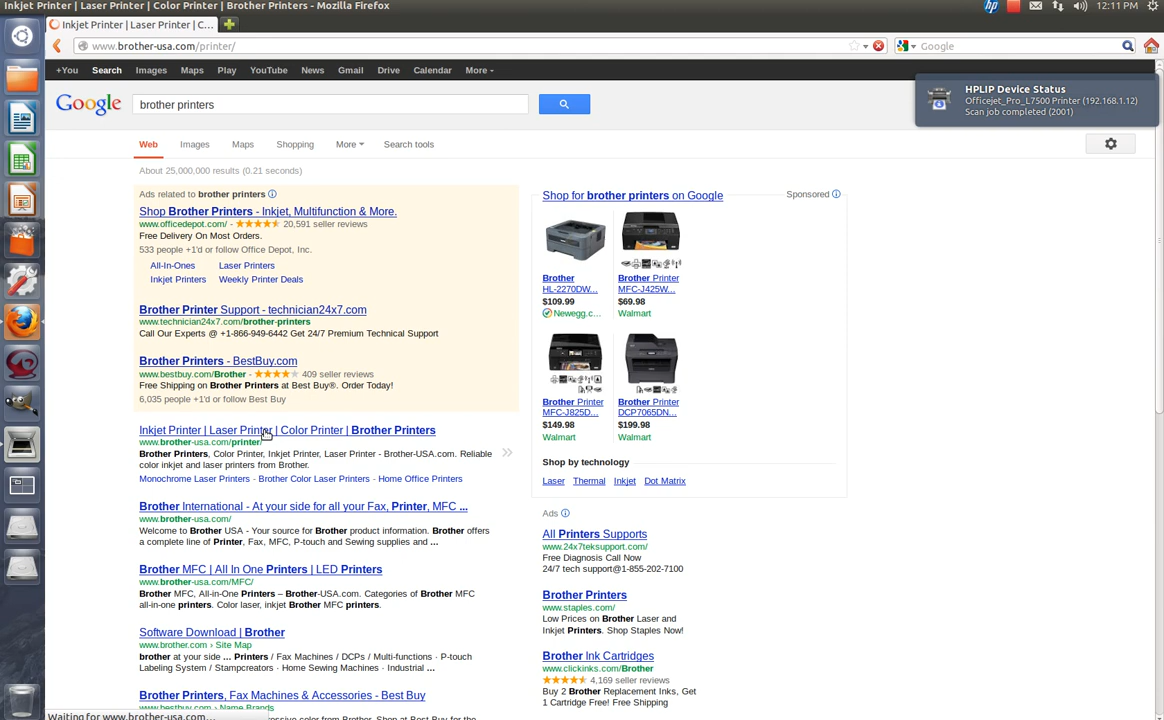 Inkjet Printer | Laser Printer | Color Printer | Brother Printers - Mozilla Firefox
hp
12:11 PM
Inkjet Printer | Laser Printer | C...
www.brother-usa.com/printer/
Google
+You Search Images Maps Play YouTube News Gmail Drive Calendar More
HPLIP Device Status
Officejet_Pro_L7500 Printer (192.168.1.12)
Scan job completed (2001)
Google
brother printers
Web Images Maps Shopping More Search tools
About 25,000,000 results (0.21 seconds)
Ads related to brother printers
Shop Brother Printers - Inkjet, Multifunction & More.
www.officedepot.com/ - 20,591 seller reviews
Free Delivery On Most Orders.
533 people +1'd or follow Office Depot, Inc.
All-In-Ones Laser Printers
Inkjet Printers Weekly Printer Deals
Brother Printer Support - technician24x7.com
www.technician24x7.com/brother-printers
Call Our Experts @ +1-866-949-6442 Get 24/7 Premium Technical Support
Brother Printers - BestBuy.com
www.bestbuy.com/Brother - 409 seller reviews
Free Shipping on Brother Printers at Best Buy®. Order Today!
6,035 people +1'd or follow Best Buy
Inkjet Printer | Laser Printer | Color Printer | Brother Printers
www.brother-usa.com/printer/
Brother Printers, Color Printer, Inkjet Printer, Laser Printer - Brother-USA.com. Reliable
color inkjet and laser printers from Brother.
Monochrome Laser Printers - Brother Color Laser Printers - Home Office Printers
Brother International - At your side for all your Fax, Printer, MFC ...
www.brother-usa.com/
Welcome to Brother USA - Your source for Brother product information. Brother offers
a complete line of Printer, Fax, MFC, P-touch and Sewing supplies and ...
Brother MFC | All In One Printers | LED Printers
www.brother-usa.com/MFC/
Brother MFC, All-in-One Printers – Brother-USA.com. Categories of Brother MFC
all-in-one printers. Color laser, inkjet Brother MFC printers.
Software Download | Brother
www.brother.com › Site Map
brother at your side ... Printers / Fax Machines / DCPs / Multi-functions · P-touch
Labeling System / Stampcreators · Home Sewing Machines · Industrial ...
Brother Printers, Fax Machines & Accessories - Best Buy
www.bestbuy.com › Name Brands
Waiting for www.brother-usa.com...
Shop for brother printers on Google Sponsored
Brother HL-2270DW... $109.99 Newegg.c...
Brother Printer MFC-J425W... $69.98 Walmart
Brother Printer MFC-J825D... $149.98 Walmart
Brother Printer DCP7065DN... $199.98 Walmart
Shop by technology
Laser Thermal Inkjet Dot Matrix
Ads
All Printers Supports
www.24x7teksupport.com/
Free Diagnosis Call Now
24/7 tech support@1-855-202-7100
Brother Printers
www.staples.com/
Low Prices on Brother Laser and
Inkjet Printers. Shop Staples Now!
Brother Ink Cartridges
www.clickinks.com/Brother
4,169 seller reviews
Buy 2 Brother Replacement Inks, Get
1 Cartridge Free! Free Shipping